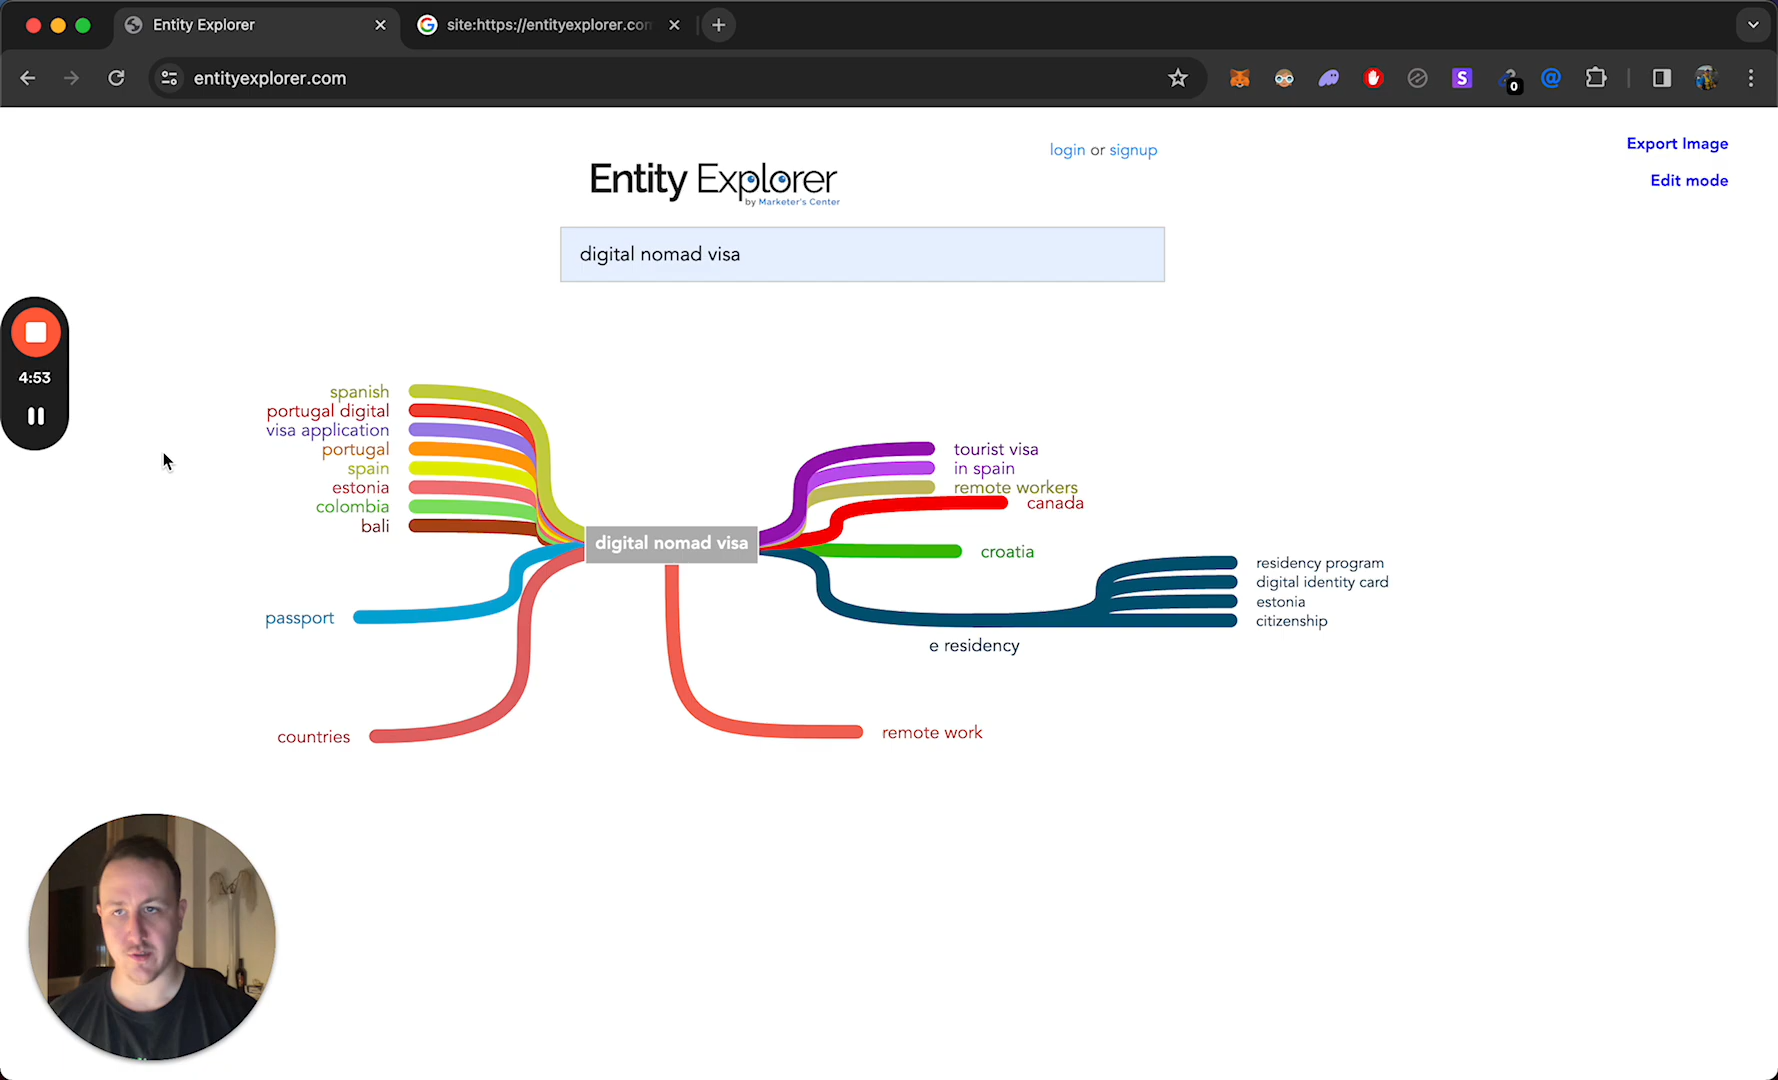 Entity Explorer
site:https://entityexplorer.com
entityexplorer.com
S
0
login or signup
Export Image
Entity Explorer
by Marketer's Center
Edit mode
digital nomad visa
4:53
spanish
portugal digital
visa application
portugal
spain
estonia
colombia
bali
passport
countries
digital nomad visa
tourist visa
in spain
remote workers
canada
croatia
e residency
residency program
digital identity card
estonia
citizenship
remote work